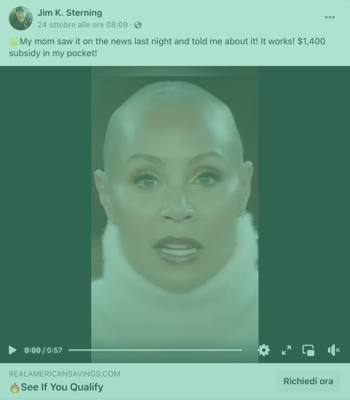 Jim K. Sterning
24 ottobre alle ore 08:09 ·
My mom saw it on the news last night and told me about it! It works! $1,400
subsidy in my pocket!
0:00 / 0:57
REALAMERICANSAVINGS.COM
🔥See If You Qualify
Richiedi ora